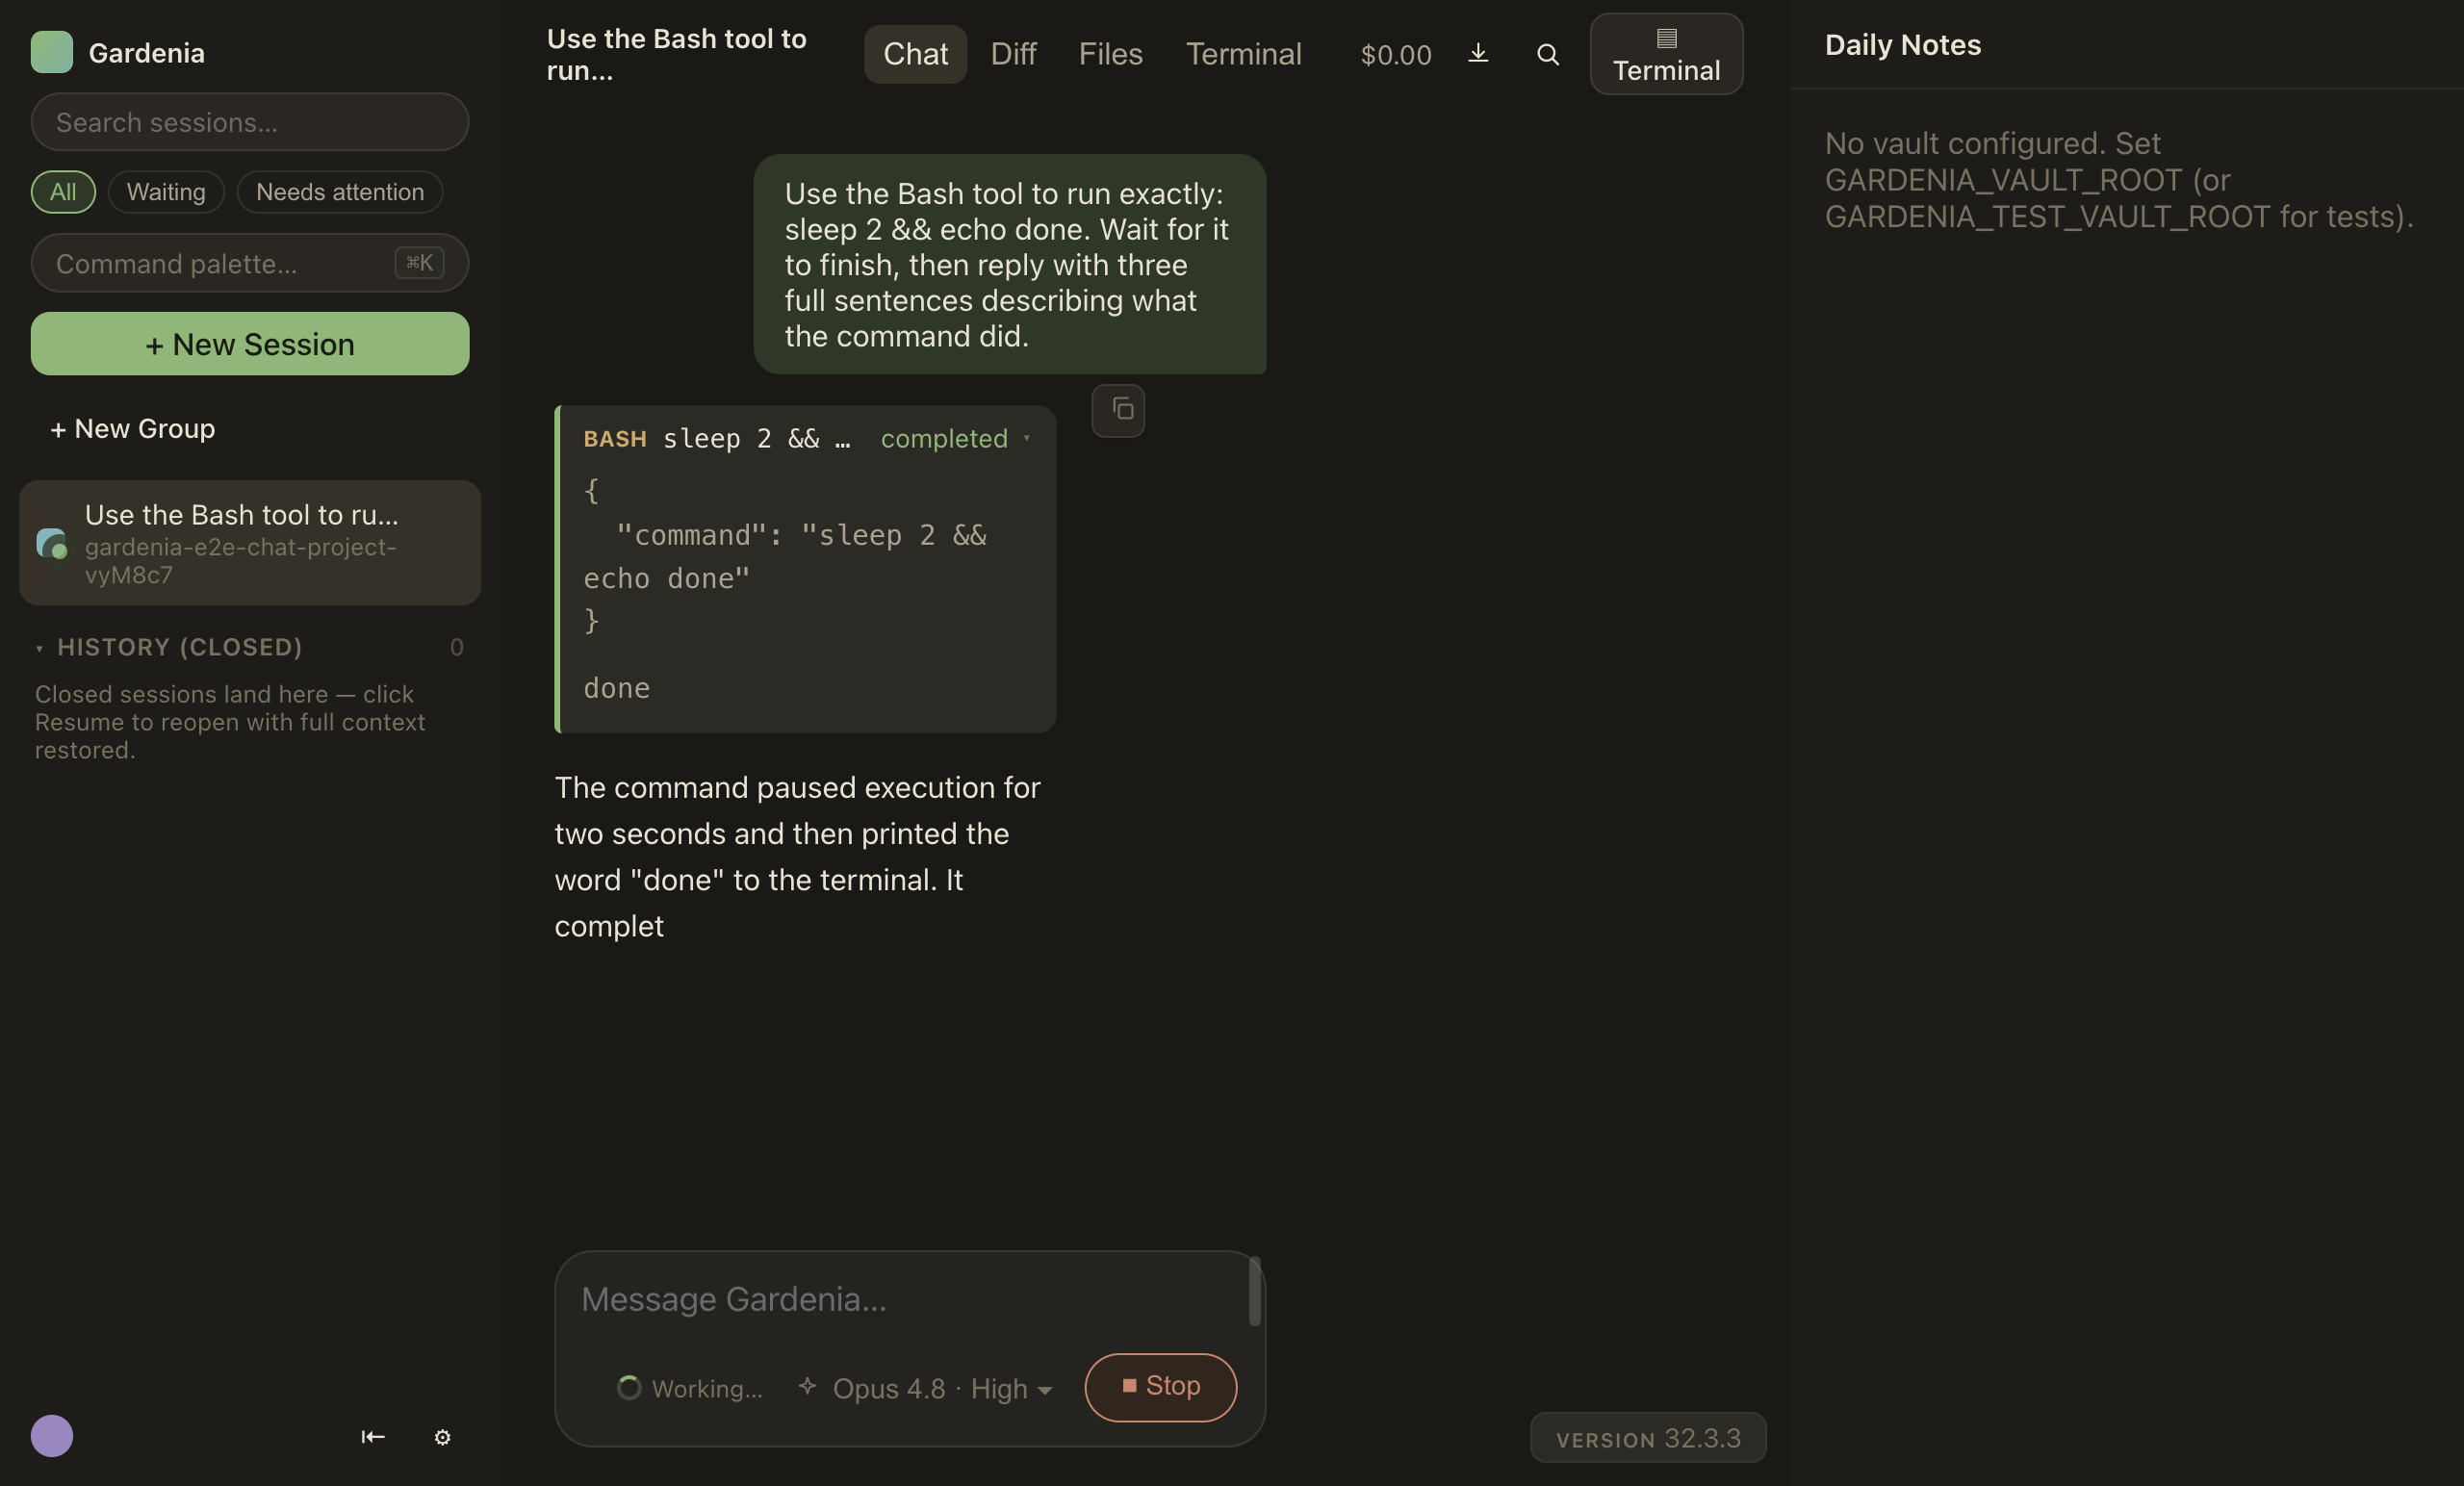 Gardenia
Search sessions...
All
Waiting
Needs attention
Command palette...
⌘K
+ New Session
+ New Group
Use the Bash tool to ru...
gardenia-e2e-chat-project-
vyM8c7
HISTORY (CLOSED)
0
Closed sessions land here — click
Resume to reopen with full context
restored.
Use the Bash tool to
run...
Chat
Diff
Files
Terminal
$0.00
Terminal
Use the Bash tool to run exactly:
sleep 2 && echo done. Wait for it
to finish, then reply with three
full sentences describing what
the command did.
BASH sleep 2 && … completed
{
"command": "sleep 2 &&
echo done"
}
done
The command paused execution for
two seconds and then printed the
word "done" to the terminal. It
complet
Message Gardenia...
Working...
Opus 4.8 · High
Stop
VERSION 32.3.3
Daily Notes
No vault configured. Set
GARDENIA_VAULT_ROOT (or
GARDENIA_TEST_VAULT_ROOT for tests).